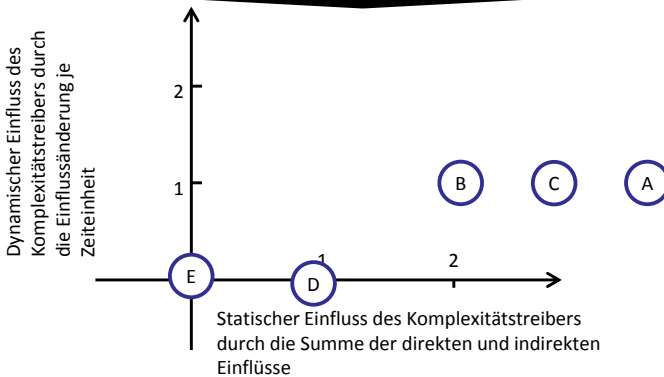 Dynamischer Einfluss des
Komplexitätstreibers durch
die Einflussänderung je
Zeiteinheit
2
1
B
C
A
E
D
1
2
Statischer Einfluss des Komplexitätstreibers
durch die Summe der direkten und indirekten
Einflüsse